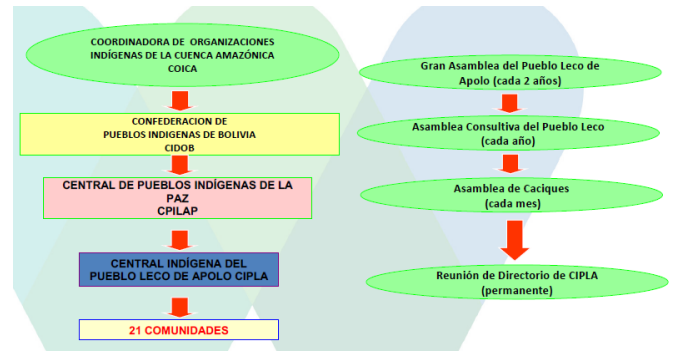 COORDINADORA DE ORGANIZACIONES
INDÍGENAS DE LA CUENCA AMAZÓNICA
COICA
CONFEDERACION DE
PUEBLOS INDIGENAS DE BOLIVIA
CIDOB
CENTRAL DE PUEBLOS INDÍGENAS DE LA
PAZ
CPILAP
CENTRAL INDÍGENA DEL
PUEBLO LECO DE APOLO CIPLA
21 COMUNIDADES
Gran Asamblea del Pueblo Leco de
Apolo (cada 2 años)
Asamblea Consultiva del Pueblo Leco
(cada año)
Asamblea de Caciques
(cada mes)
Reunión de Directorio de CIPLA
(permanente)